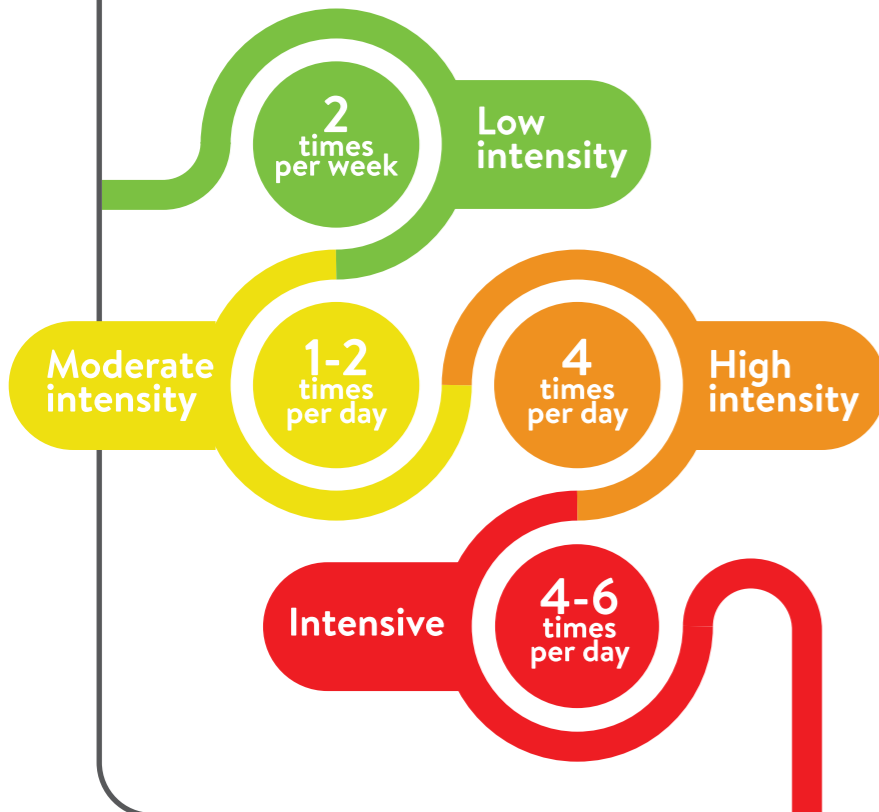 2
times
per week
Low
intensity
Moderate
intensity
1-2
times
per day
4
times
per day
High
intensity
Intensive
4-6
times
per day